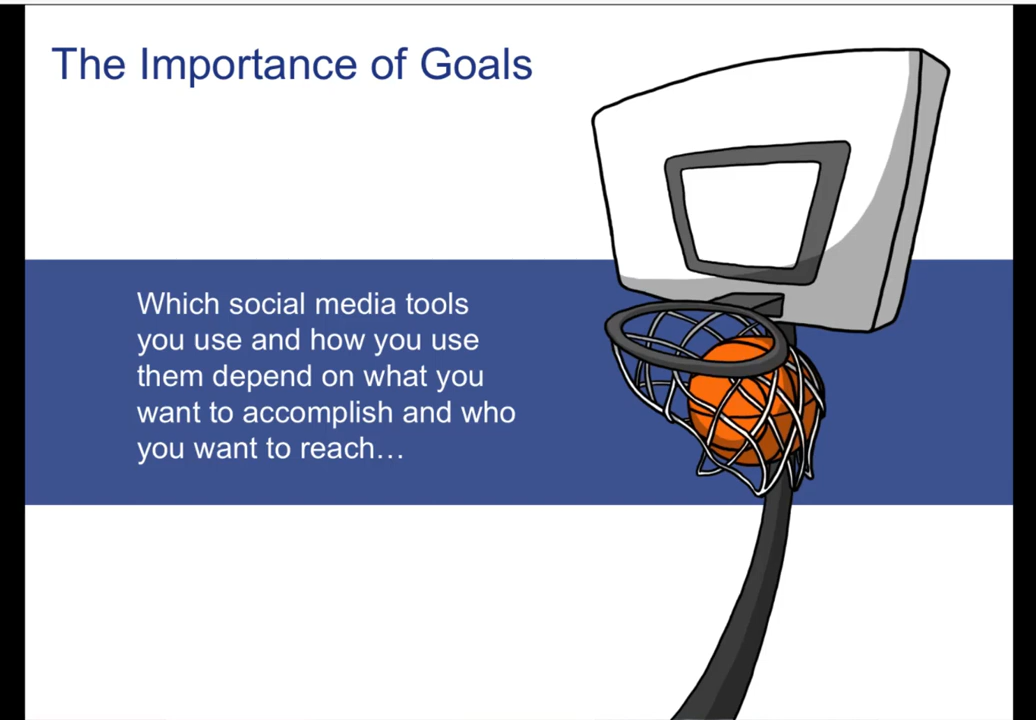 The Importance of Goals
Which social media tools
you use and how you use
them depend on what you
want to accomplish and who
you want to reach…